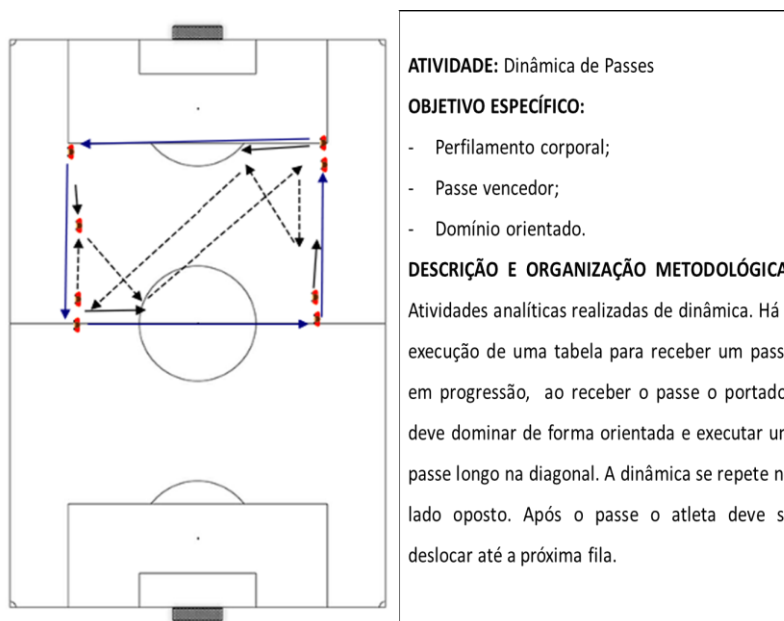 ATIVIDADE: Dinâmica de Passes
OBJETIVO ESPECÍFICO:
- Perfilamento corporal;
- Passe vencedor;
- Domínio orientado.
DESCRIÇÃO E ORGANIZAÇÃO METODOLÓGICA
Atividades analíticas realizadas de dinâmica. Há
execução de uma tabela para receber um pass
em progressão, ao receber o passe o portado
deve dominar de forma orientada e executar u
passe longo na diagonal. A dinâmica se repete n
lado oposto. Após o passe o atleta deve s
deslocar até a próxima fila.